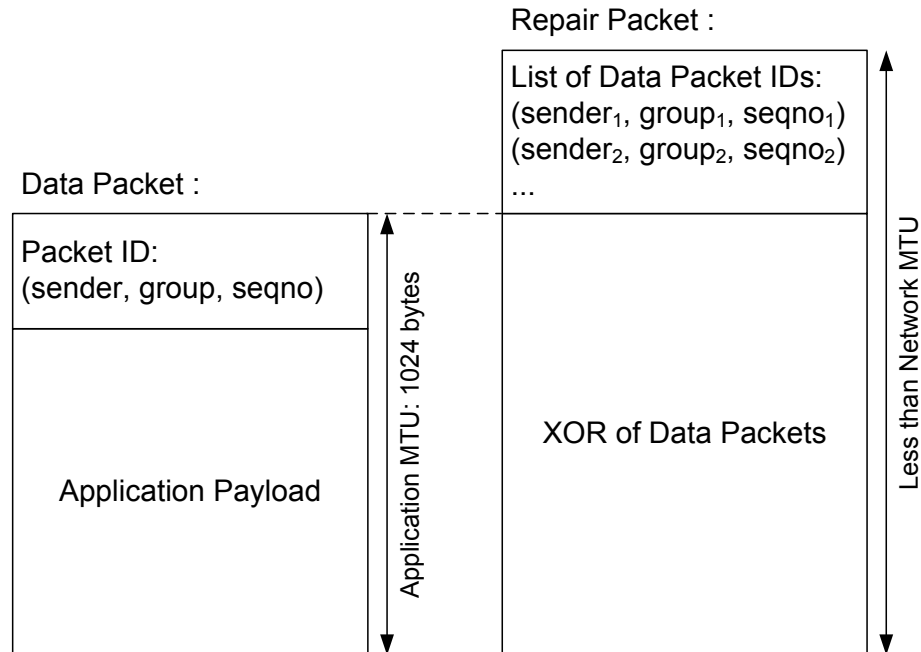 Data Packet :
Packet ID:
(sender, group, seqno)
Application Payload
Application MTU: 1024 bytes
Repair Packet :
List of Data Packet IDs:
(sender₁, group₁, seqno₁)
(sender₂, group₂, seqno₂)
...
XOR of Data Packets
Less than Network MTU